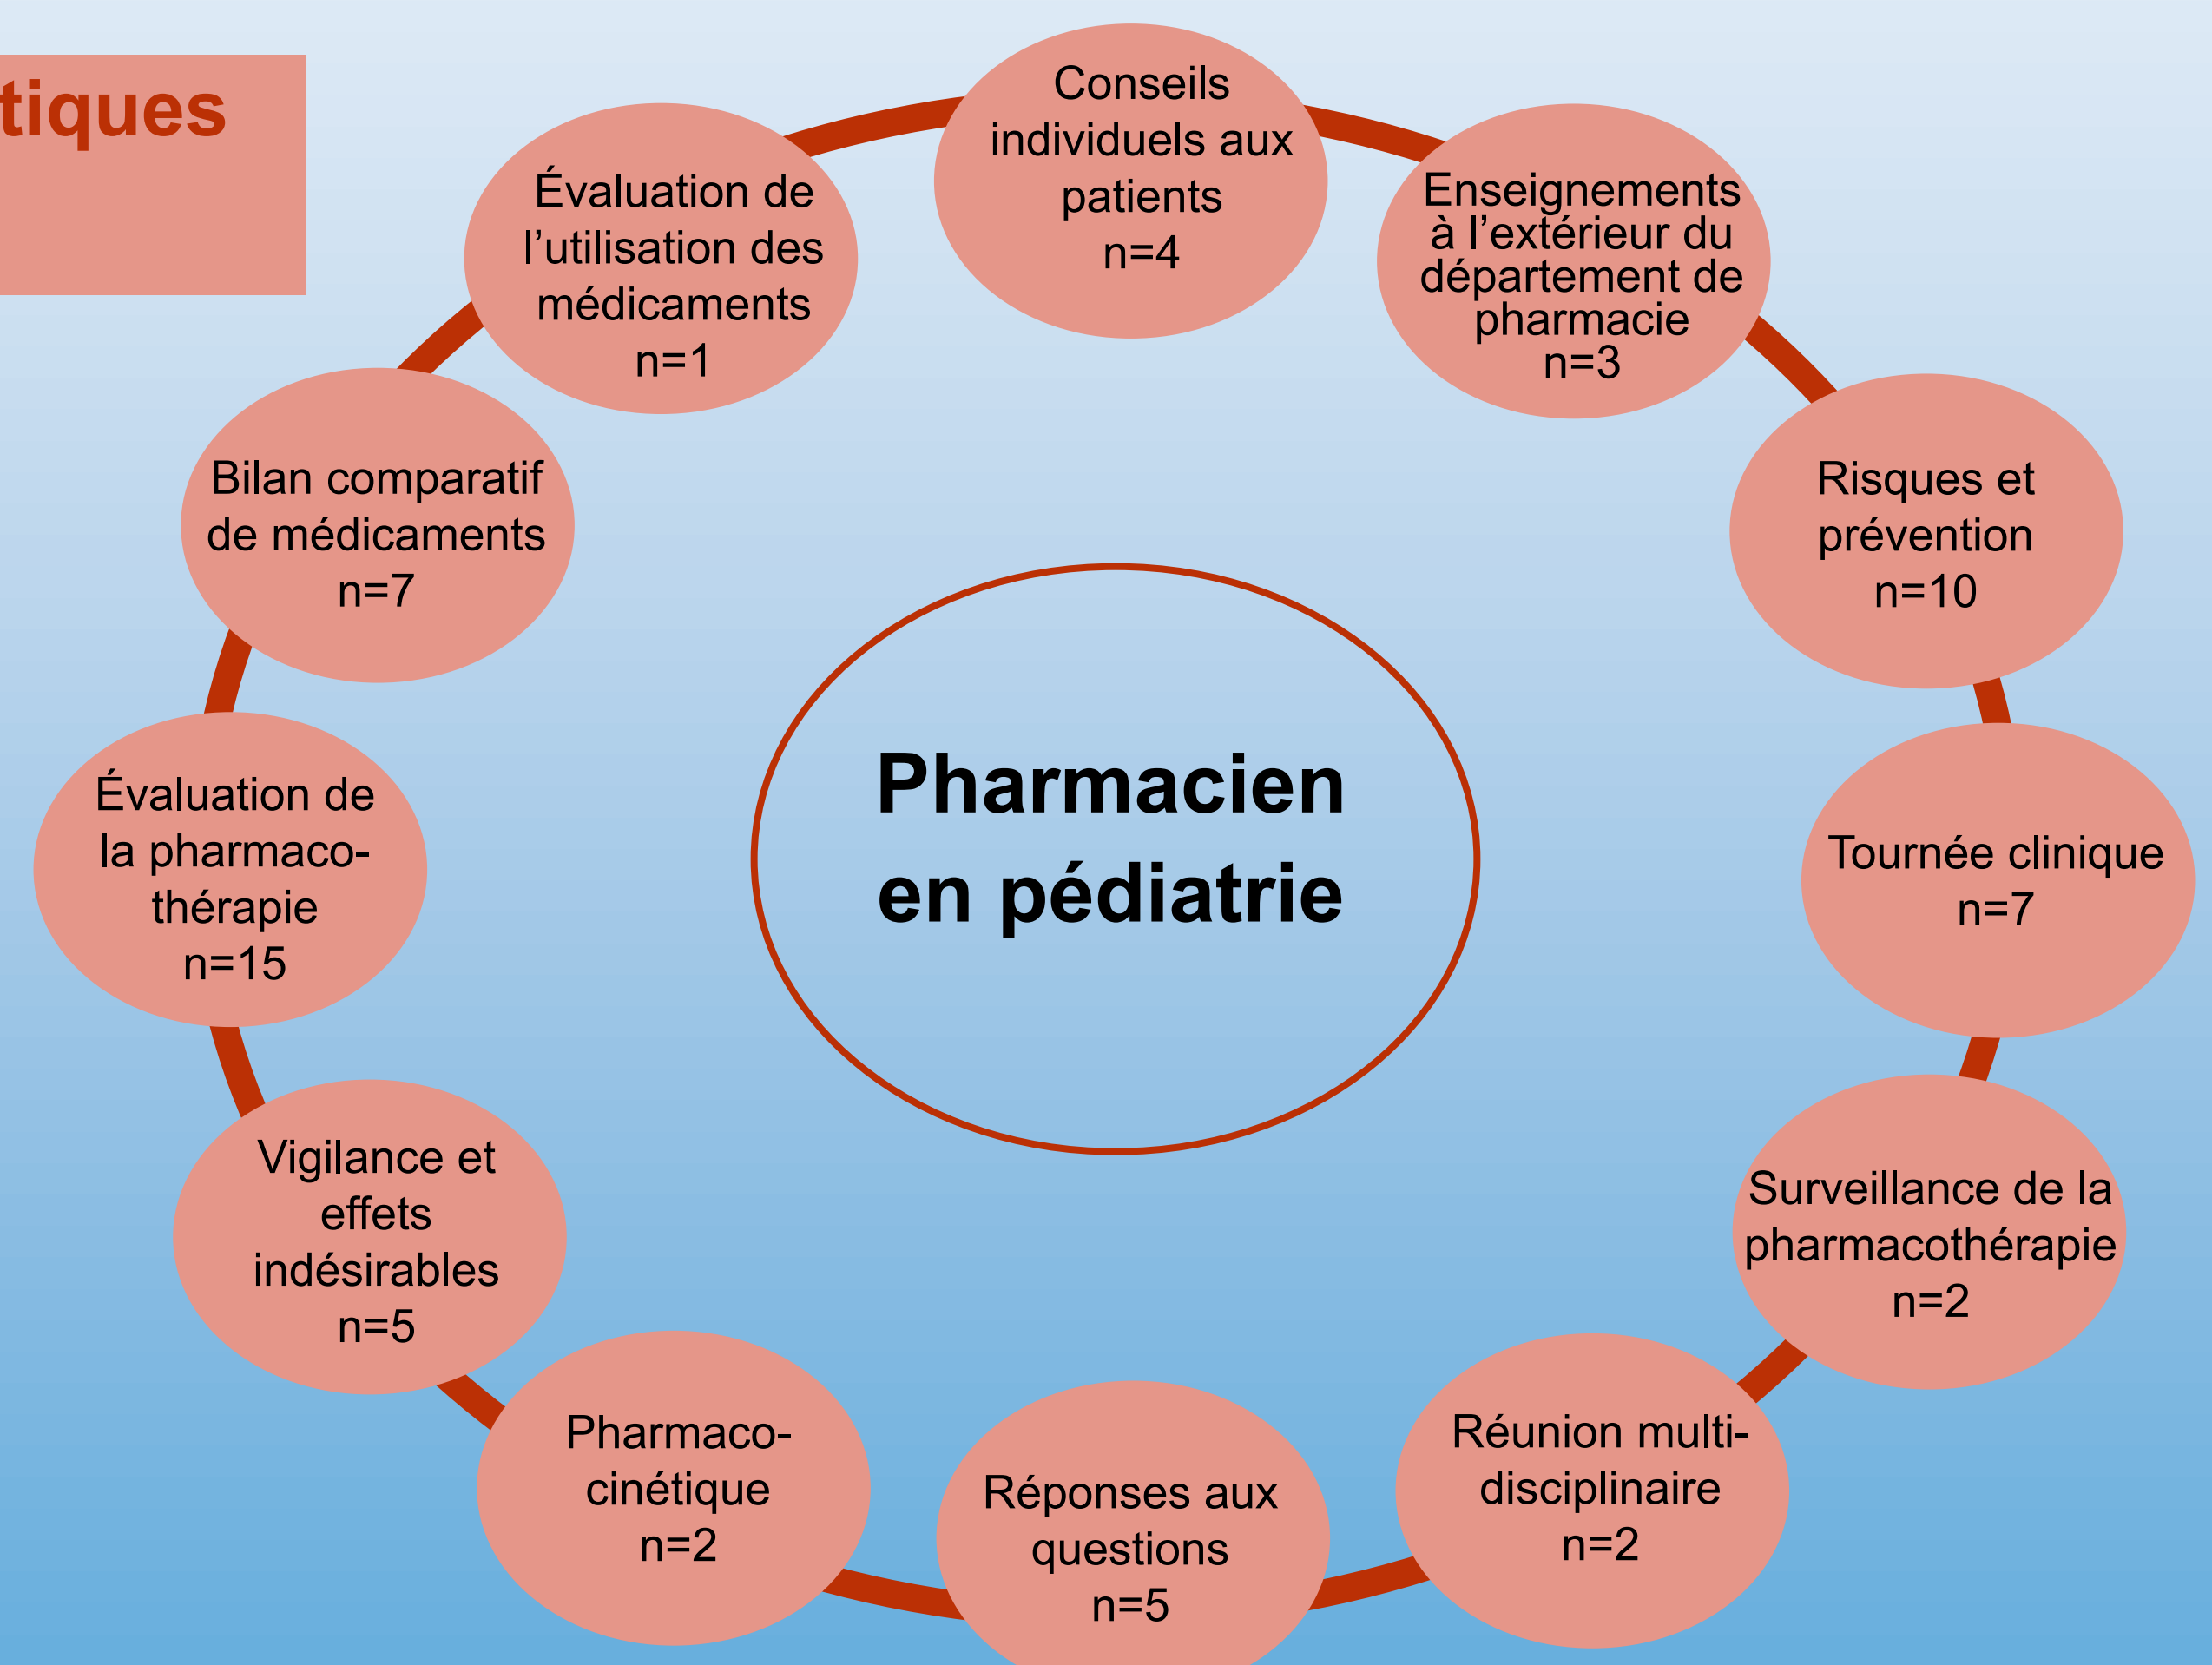 tiques
Conseils
individuels aux
patients
n=4
Évaluation de
l’utilisation des
médicaments
n=1
Enseignements
à l’extérieur du
département de
pharmacie
n=3
Bilan comparatif
de médicaments
n=7
Risques et
prévention
n=10
Pharmacien
en pédiatrie
Évaluation de
la pharmaco-
thérapie
n=15
Tournée clinique
n=7
Vigilance et
effets
indésirables
n=5
Surveillance de la
pharmacothérapie
n=2
Pharmaco-
cinétique
n=2
Réponses aux
questions
n=5
Réunion multi-
disciplinaire
n=2